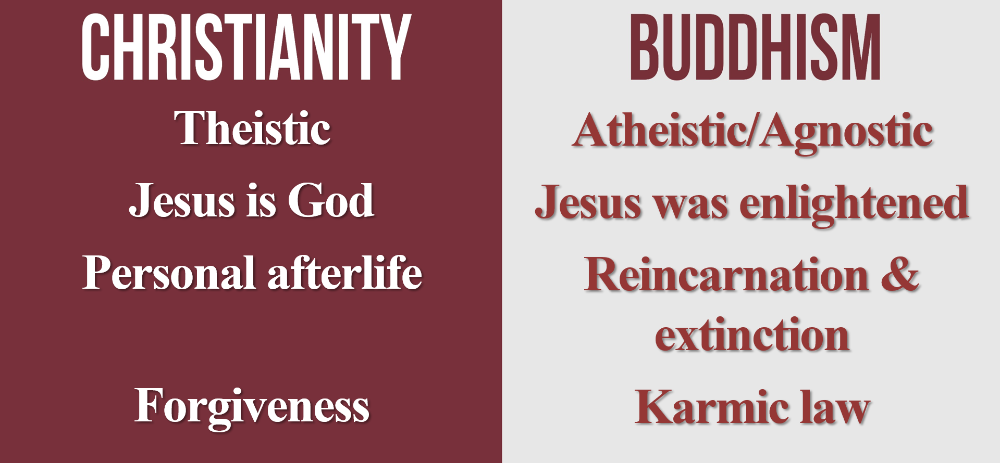 CHRISTIANITY
Theistic
Jesus is God
Personal afterlife
Forgiveness
BUDDHISM
Atheistic/Agnostic
Jesus was enlightened
Reincarnation &
extinction
Karmic law